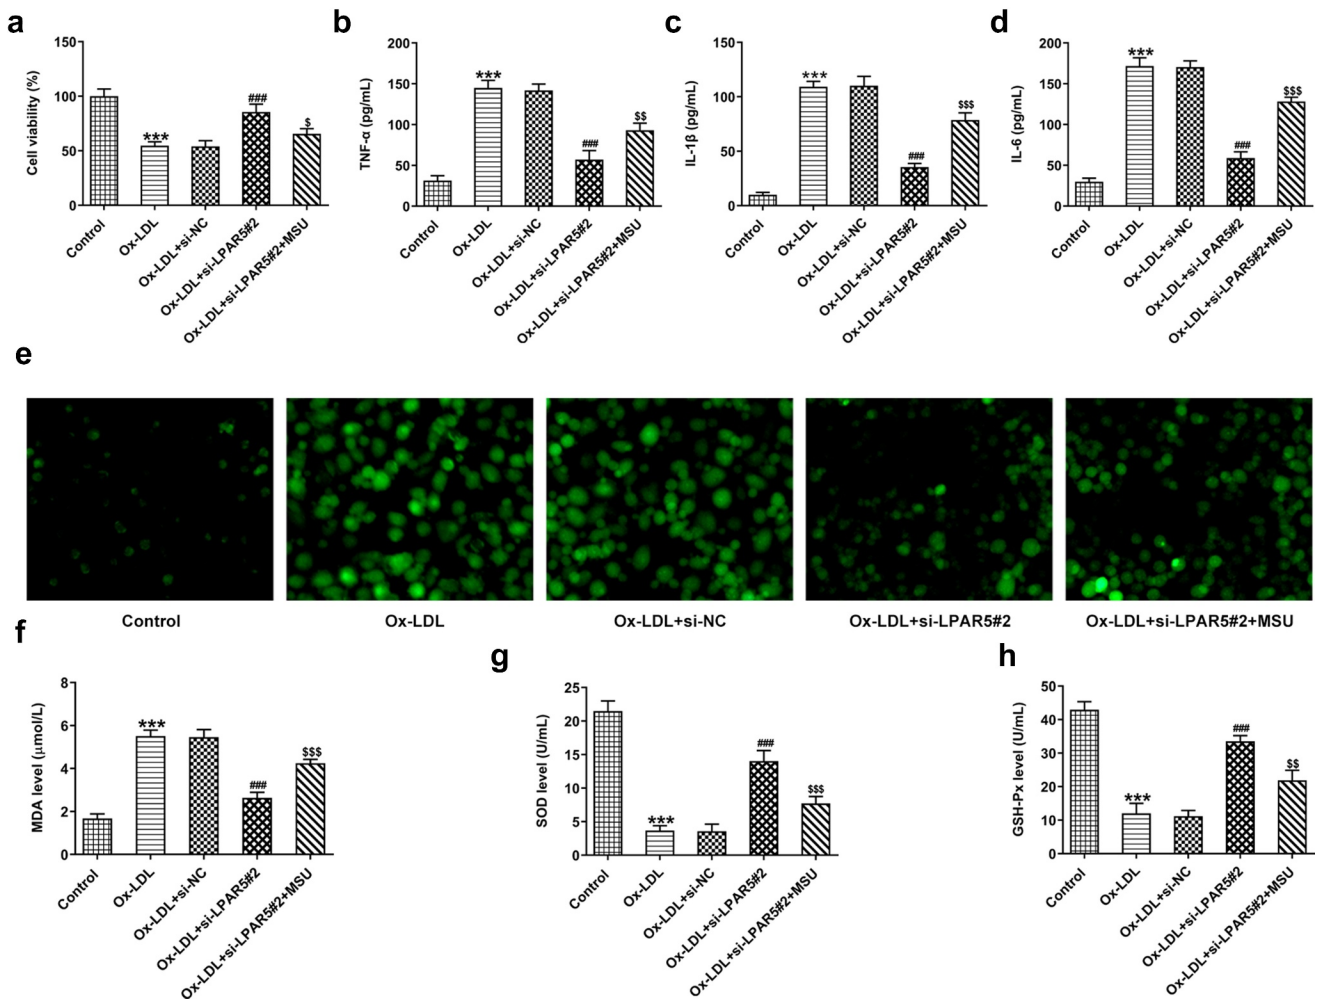 a
b
c
d
Cell viability (%)
150
100
50
0
***
###
$
Control
Ox-LDL
Ox-LDL+si-NC
Ox-LDL+si-LPAR5#2
Ox-LDL+si-LPAR5#2+MSU
TNF-α (pg/mL)
200
150
100
50
0
***
###
$$
Control
Ox-LDL
Ox-LDL+si-NC
Ox-LDL+si-LPAR5#2
Ox-LDL+si-LPAR5#2+MSU
IL-1β (pg/mL)
150
100
50
0
***
###
$$$
Control
Ox-LDL
Ox-LDL+si-NC
Ox-LDL+si-LPAR5#2
Ox-LDL+si-LPAR5#2+MSU
IL-6 (pg/mL)
200
150
100
50
0
***
###
$$$
Control
Ox-LDL
Ox-LDL+si-NC
Ox-LDL+si-LPAR5#2
Ox-LDL+si-LPAR5#2+MSU
e
Control
Ox-LDL
Ox-LDL+si-NC
Ox-LDL+si-LPAR5#2
Ox-LDL+si-LPAR5#2+MSU
f
g
h
MDA level (μmol/L)
8
6
4
2
0
***
###
$$$
Control
Ox-LDL
Ox-LDL+si-NC
Ox-LDL+si-LPAR5#2
Ox-LDL+si-LPAR5#2+MSU
SOD level (U/mL)
25
20
15
10
5
0
***
###
$$$
Control
Ox-LDL
Ox-LDL+si-NC
Ox-LDL+si-LPAR5#2
Ox-LDL+si-LPAR5#2+MSU
GSH-Px level (U/mL)
50
40
30
20
10
0
***
###
$$
Control
Ox-LDL
Ox-LDL+si-NC
Ox-LDL+si-LPAR5#2
Ox-LDL+si-LPAR5#2+MSU